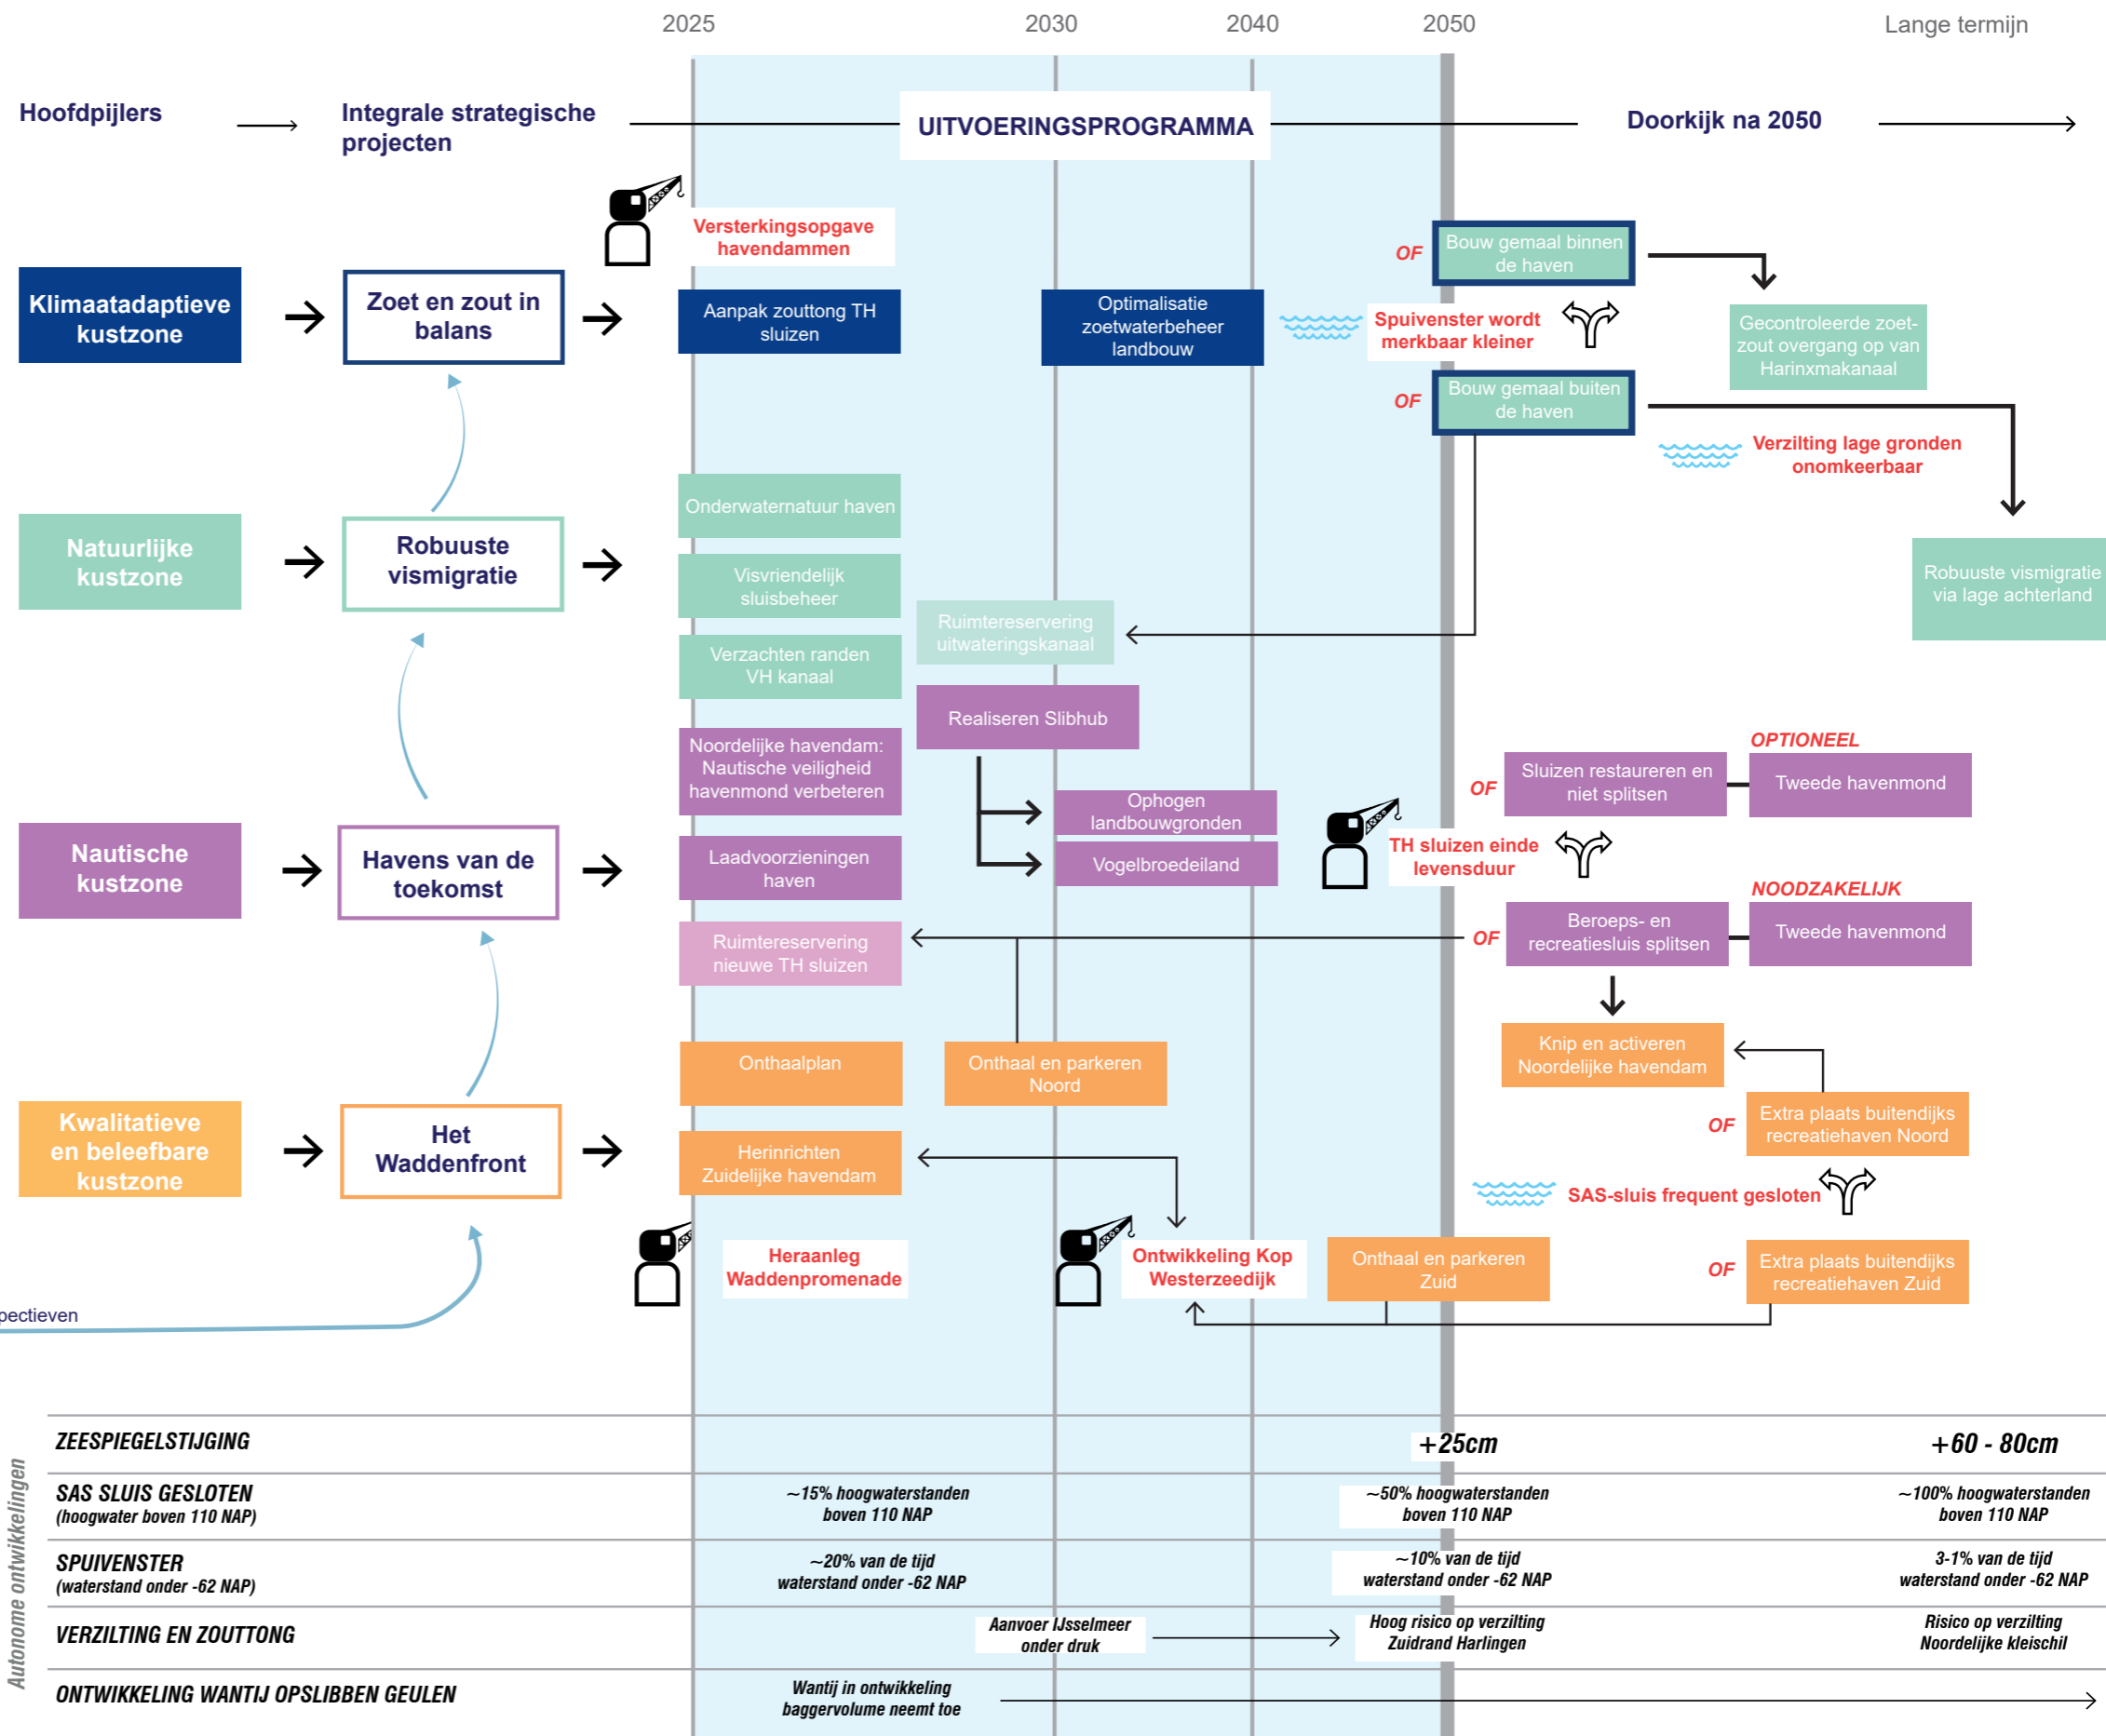 2025
2030
2040
2050
Lange termijn
Hoofdpijlers
Integrale strategische
projecten
UITVOERINGSPROGRAMMA
Doorkijk na 2050
Versterkingsopgave
havendammen
Klimaatadaptieve
kustzone
Zoet en zout in
balans
Aanpak zouttong TH
sluizen
Optimalisatie
zoetwaterbeheer
landbouw
Spuivenster wordt
merkbaar kleiner
OF
Bouw gemaal binnen
de haven
Gecontroleerde zoet-
zout overgang op van
Harinxmakanaal
OF
Bouw gemaal buiten
de haven
Verzilting lage gronden
onomkeerbaar
Natuurlijke
kustzone
Robuuste
vismigratie
Onderwaternatuur haven
Visvriendelijk
sluisbeheer
Verzachten randen
VH kanaal
Ruimtereservering
uitwateringskanaal
Robuuste vismigratie
via lage achterland
Nautische
kustzone
Havens van de
toekomst
Noordelijke havendam:
Nautische veiligheid
havenmond verbeteren
Laadvoorzieningen
haven
Ruimtereservering
nieuwe TH sluizen
Realiseren Slibhub
Ophogen
landbouwgronden
Vogelbroedeiland
TH sluizen einde
levensduur
OF
Sluizen restaureren en
niet splitsen
OPTIONEEL
Tweede havenmond
OF
Beroeps- en
recreatiesluis splitsen
NOODZAKELIJK
Tweede havenmond
Kwalitatieve
en beleefbare
kustzone
Het
Waddenfront
Onthaalplan
Onthaal en parkeren
Noord
Herinrichten
Zuidelijke havendam
Heraanleg
Waddenpromenade
Ontwikkeling Kop
Westerzeedijk
Onthaal en parkeren
Zuid
Knip en activeren
Noordelijke havendam
OF
Extra plaats buitendijks
recreatiehaven Noord
SAS-sluis frequent gesloten
OF
Extra plaats buitendijks
recreatiehaven Zuid
pectieven
Autonome ontwikkelingen
ZEESPIEGELSTIJGING
+25cm
+60 - 80cm
SAS SLUIS GESLOTEN
(hoogwater boven 110 NAP)
~15% hoogwaterstanden
boven 110 NAP
~50% hoogwaterstanden
boven 110 NAP
~100% hoogwaterstanden
boven 110 NAP
SPUIVENSTER
(waterstand onder -62 NAP)
~20% van de tijd
waterstand onder -62 NAP
~10% van de tijd
waterstand onder -62 NAP
3-1% van de tijd
waterstand onder -62 NAP
VERZILTING EN ZOUTTONG
Aanvoer IJsselmeer
onder druk
Hoog risico op verzilting
Zuidrand Harlingen
Risico op verzilting
Noordelijke kleischil
ONTWIKKELING WANTIJ OPSLIBBEN GEULEN
Wantij in ontwikkeling
baggervolume neemt toe